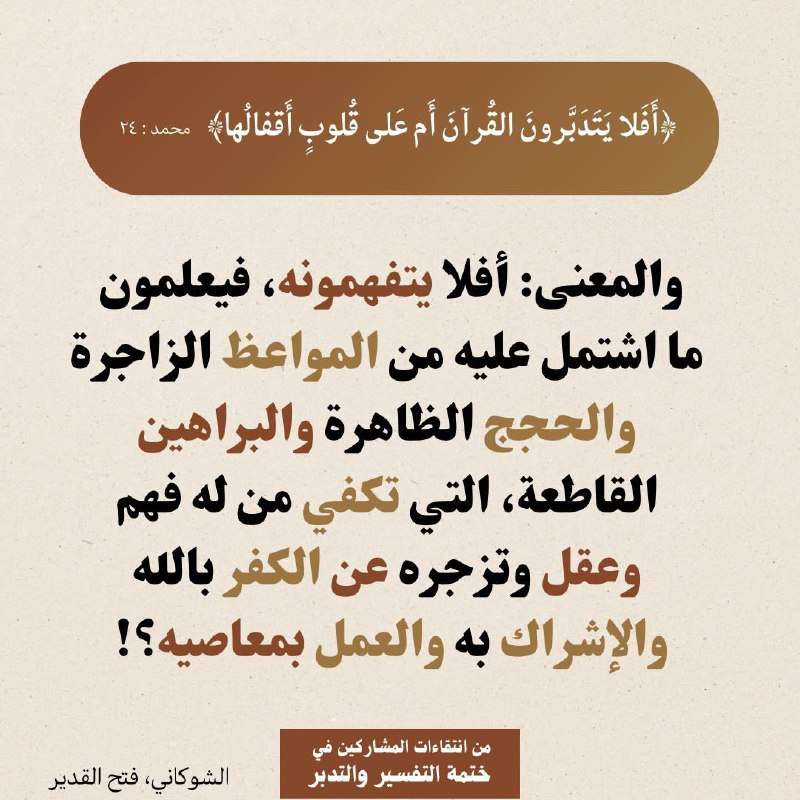 ﴿أَفَلا يَتَدَبَّرونَ القُرآنَ أَم عَلى قُلوبٍ أَقفالُها﴾ محمد : ٢٤
والمعنى: أفلا يتفهمونه، فيعلمون
ما اشتمل عليه من المواعظ الزاجرة
والحجج الظاهرة والبراهين
القاطعة، التي تكفي من له فهم
وعقل وتزجره عن الكفر بالله
والإشراك به والعمل بمعاصيه؟!
من انتقاءات المشاركين في
ختمة التفسير والتدبر
الشوكاني، فتح القدير